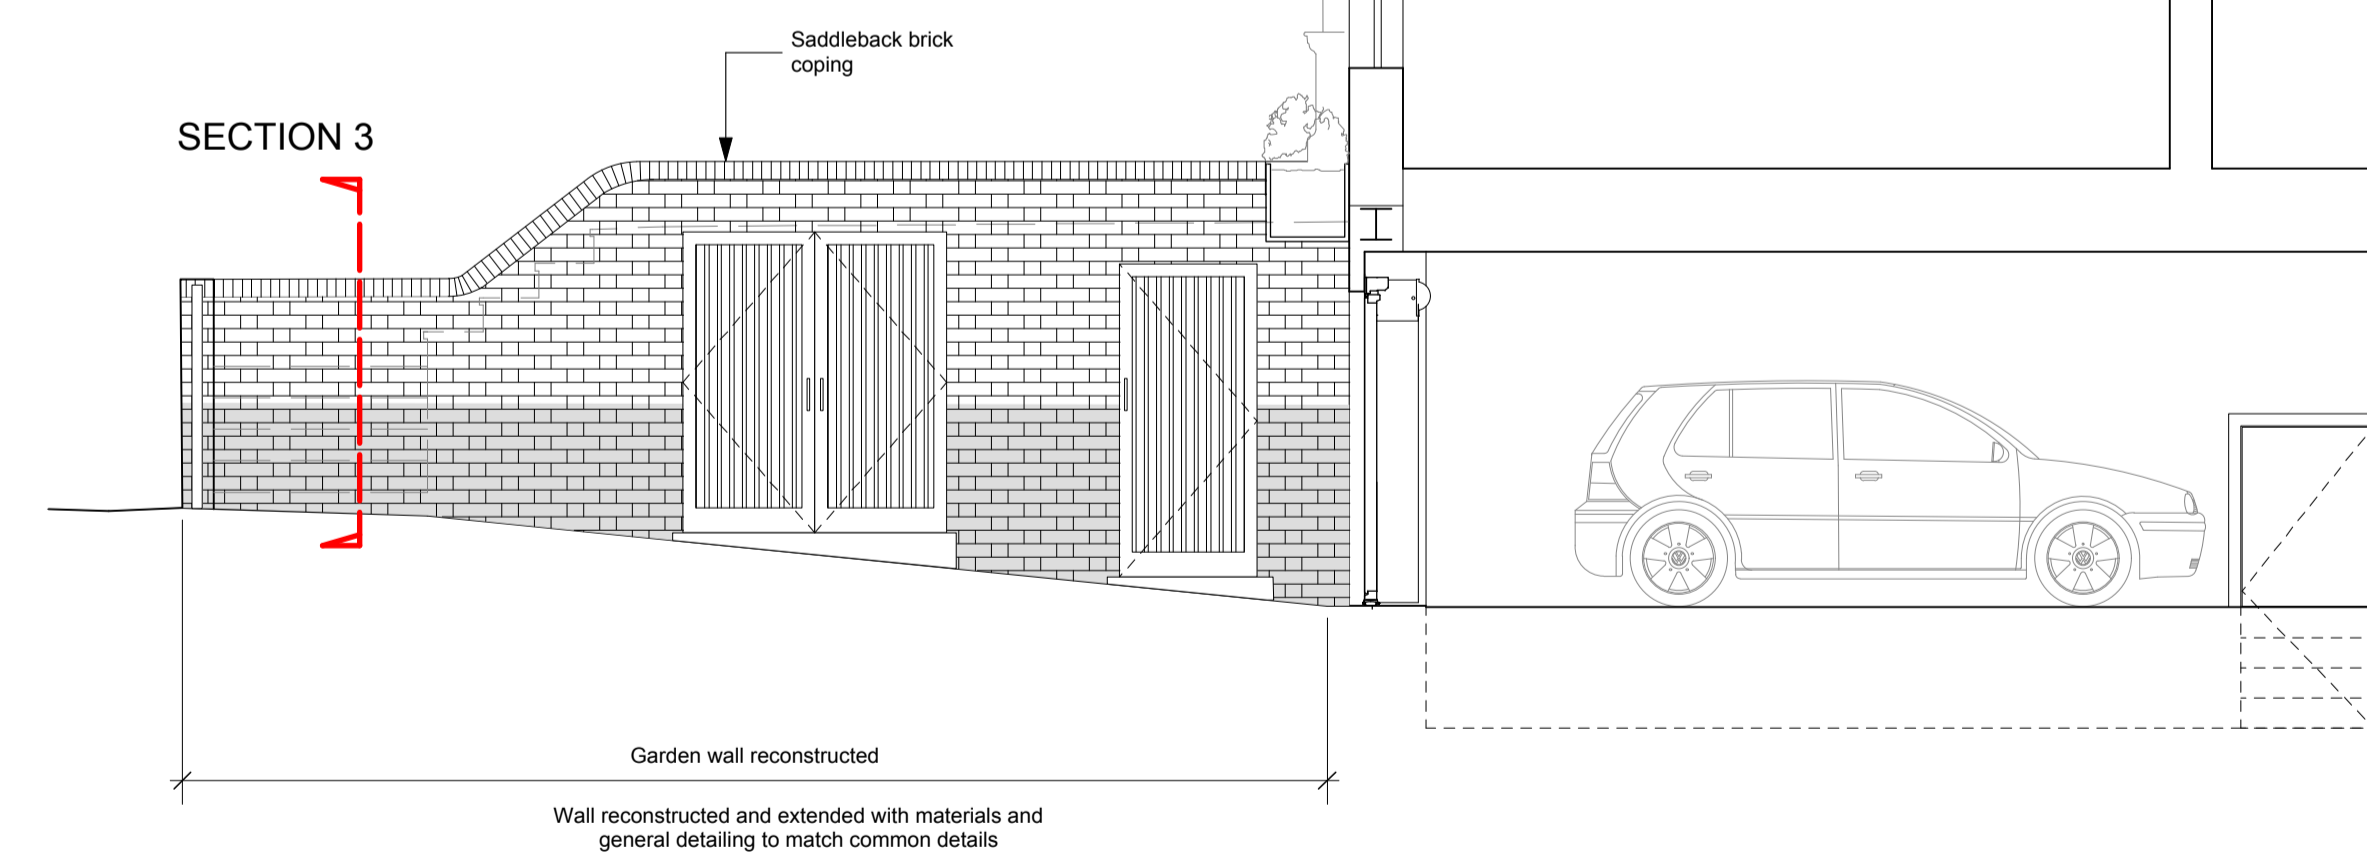 Saddleback brick
coping
SECTION 3
Garden wall reconstructed
Wall reconstructed and extended with materials and
general detailing to match common details